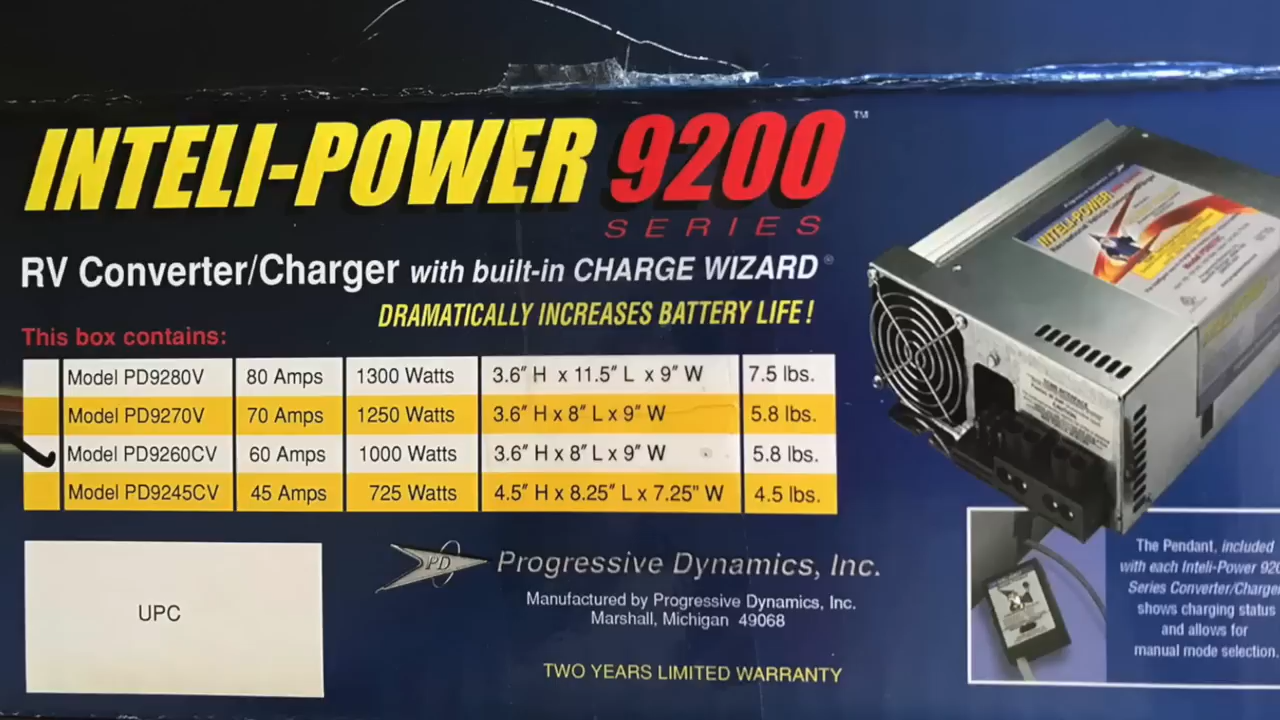 INTELI-POWER 9200 ™
SERIES
RV Converter/Charger with built-in CHARGE WIZARD®
DRAMATICALLY INCREASES BATTERY LIFE!
This box contains:
Model PD9280V 80 Amps 1300 Watts 3.6" H x 11.5" L x 9" W 7.5 lbs.
Model PD9270V 70 Amps 1250 Watts 3.6" H x 8" L x 9" W 5.8 lbs.
Model PD9260CV 60 Amps 1000 Watts 3.6" H x 8" L x 9" W 5.8 lbs.
Model PD9245CV 45 Amps 725 Watts 4.5" H x 8.25" L x 7.25" W 4.5 lbs.
UPC
PD Progressive Dynamics, Inc.
Manufactured by Progressive Dynamics, Inc.
Marshall, Michigan 49068
TWO YEARS LIMITED WARRANTY
INTELI-POWER
The Pendant, included
with each Inteli-Power 920
Series Converter/Charger
shows charging status
and allows for
manual mode selection.